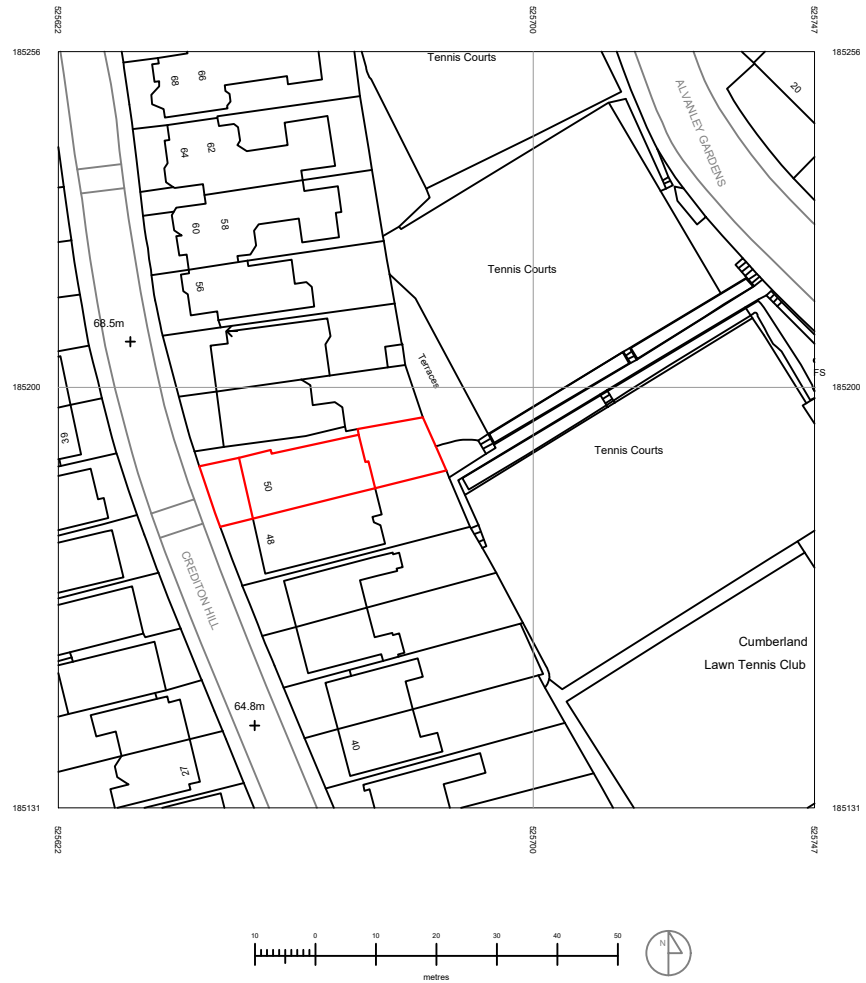 525622
525700
525747
185256
185256
Tennis Courts
68
66
ALVANLEY GARDENS
20
64
62
60
58
Tennis Courts
56
68.5m
Terraces
FS
185200
185200
39
Tennis Courts
50
48
CREDITON HILL
Cumberland
Lawn Tennis Club
64.8m
40
27
185131
185131
525622
525700
525747
10
0
10
20
30
40
50
metres
N